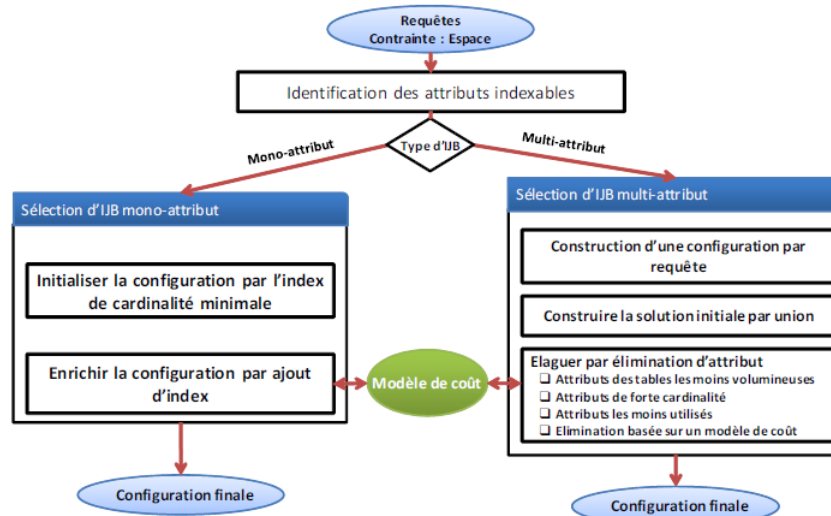 Requêtes
Contrainte : Espace
Identification des attributs indexables
Type d'IJB
Mono-attribut
Multi-attribut
Sélection d'IJB mono-attribut
Initialiser la configuration par l'index
de cardinalité minimale
Enrichir la configuration par ajout
d'index
Configuration finale
Modèle de coût
Sélection d'IJB multi-attribut
Construction d'une configuration par
requête
Construire la solution initiale par union
Elaguer par élimination d'attribut
❑ Attributs des tables les moins volumineuses
❑ Attributs de forte cardinalité
❑ Attributs les moins utilisés
❑ Elimination basée sur un modèle de coût
Configuration finale